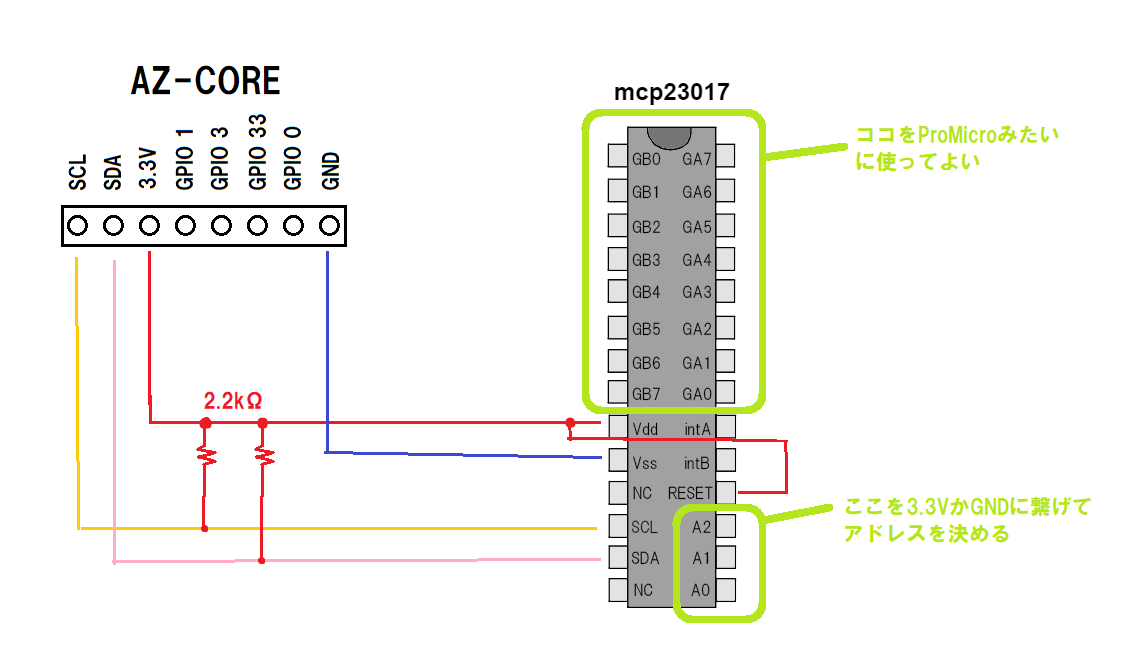 AZ-CORE
SCL
SDA
3.3V
GPIO 1
GPIO 3
GPIO 33
GPIO 0
GND
2.2kΩ
mcp23017
GB0 GA7
GB1 GA6
GB2 GA5
GB3 GA4
GB4 GA3
GB5 GA2
GB6 GA1
GB7 GA0
Vdd intA
Vss intB
NC RESET
SCL A2
SDA A1
NC A0
ココをProMicroみたい
に使ってよい
ここを3.3VかGNDに繋げて
アドレスを決める